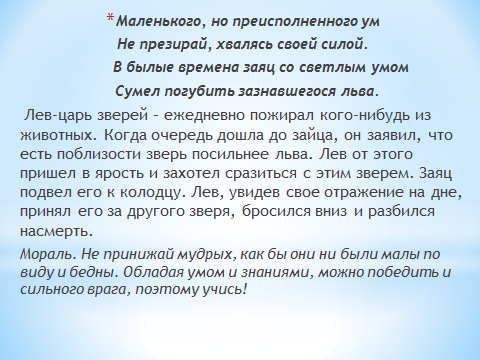 *Маленького, но преисполненного ум
Не презирай, хвалясь своей силой.
В былые времена заяц со светлым умом
Сумел погубить зазнавшегося льва.
Лев-царь зверей – ежедневно пожирал кого-нибудь из
животных. Когда очередь дошла до зайца, он заявил, что
есть поблизости зверь посильнее льва. Лев от этого
пришел в ярость и захотел сразиться с этим зверем. Заяц
подвел его к колодцу. Лев, увидев свое отражение на дне,
принял его за другого зверя, бросился вниз и разбился
насмерть.
Мораль. Не принижай мудрых, как бы они ни были малы по
виду и бедны. Обладая умом и знаниями, можно победить и
сильного врага, поэтому учись!